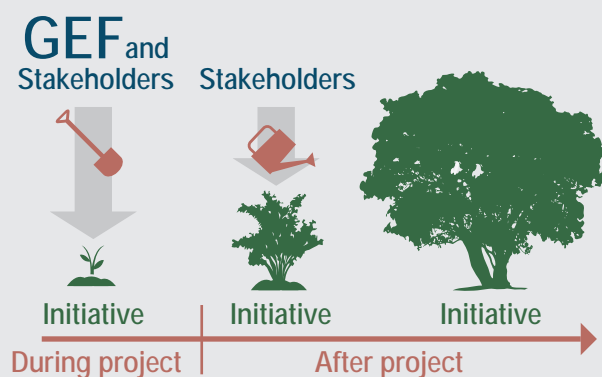 GEF and
Stakeholders
Stakeholders
Initiative
Initiative
Initiative
During project
After project